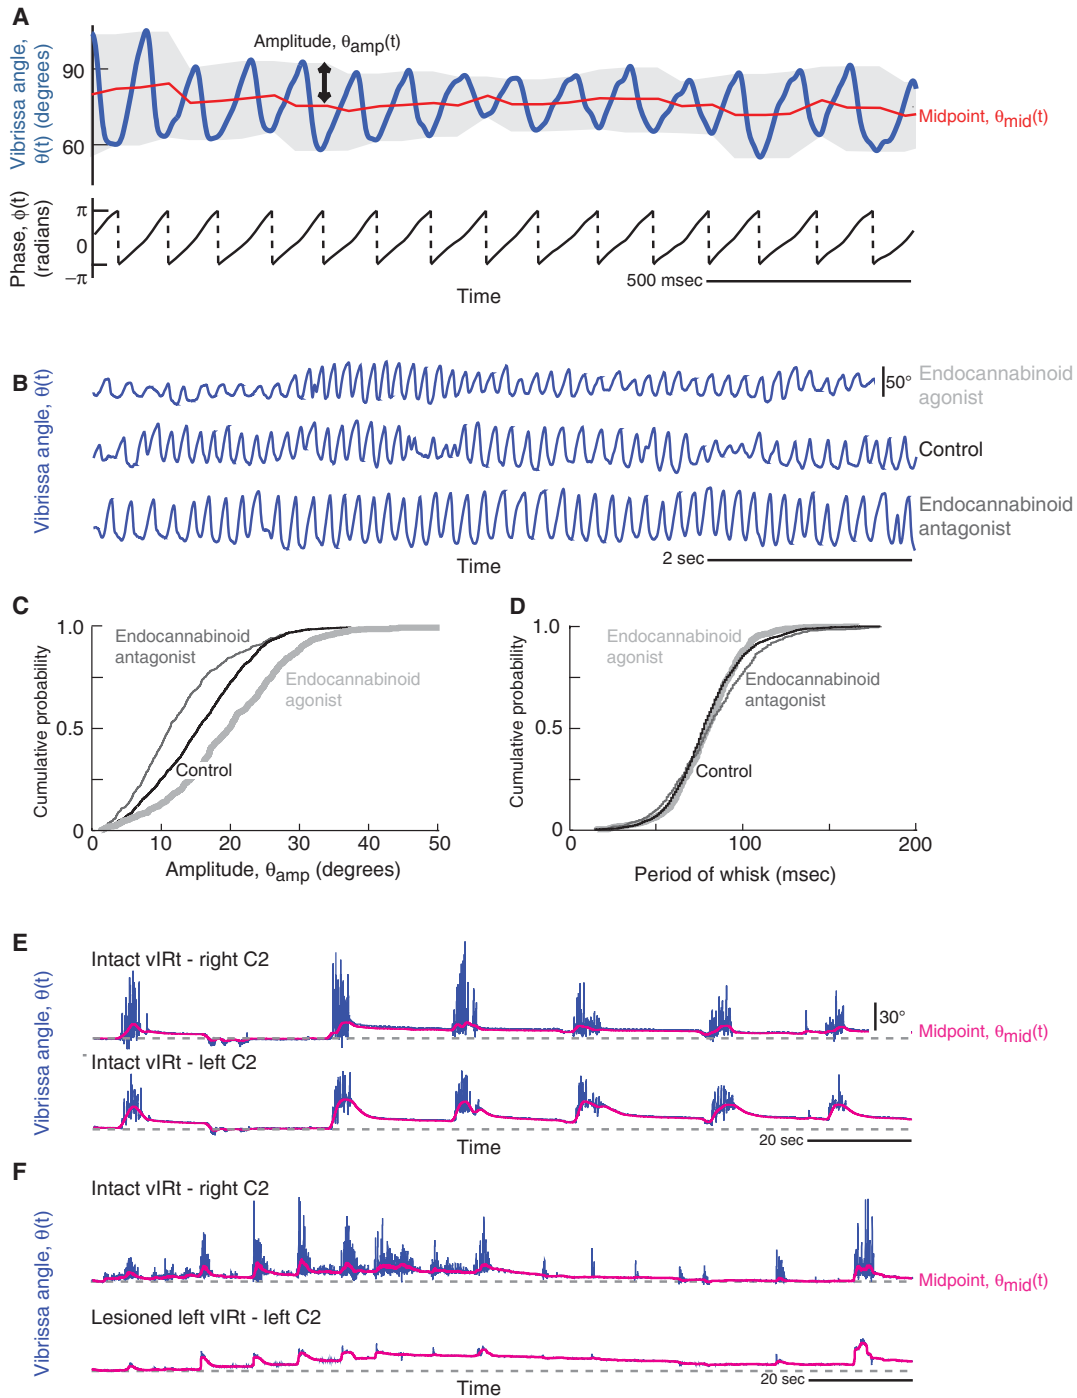 A
Vibrissa angle,
θ(t) (degrees)
90
60
Amplitude, θamp(t)
Midpoint, θmid(t)
Phase, ϕ(t)
(radians)
π
0
−π
500 msec
Time
B
Vibrissa angle, θ(t)
50°
Endocannabinoid
agonist
Control
Endocannabinoid
antagonist
2 sec
Time
C
Cumulative probability
1.0
0.5
0
Endocannabinoid
antagonist
Endocannabinoid
agonist
Control
0 10 20 30 40 50
Amplitude, θamp (degrees)
D
Cumulative probability
1.0
0.5
0
Endocannabinoid
agonist
Endocannabinoid
antagonist
Control
0 100 200
Period of whisk (msec)
E
Vibrissa angle, θ(t)
Intact vIRt - right C2
30°
Midpoint, θmid(t)
Intact vIRt - left C2
20 sec
Time
F
Vibrissa angle, θ(t)
Intact vIRt - right C2
Midpoint, θmid(t)
Lesioned left vIRt - left C2
20 sec
Time